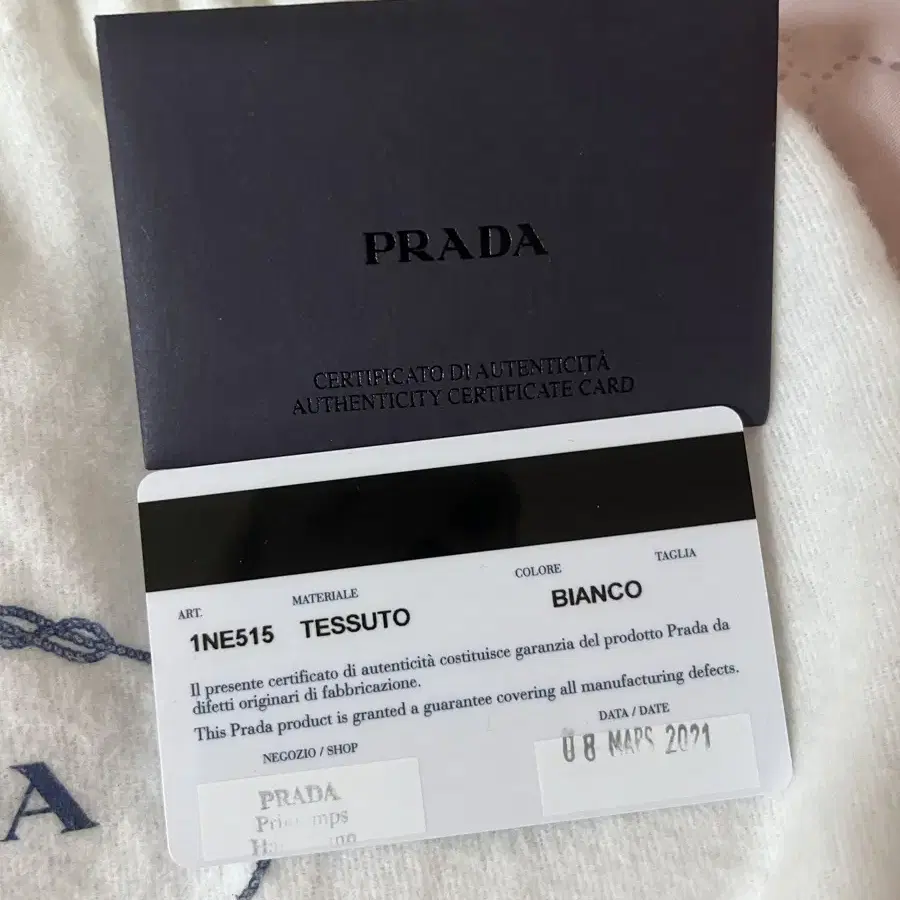 PRADA
CERTIFICATO DI AUTENTICITÀ
AUTHENTICITY CERTIFICATE CARD
ART. MATERIALE COLORE TAGLIA
1NE515 TESSUTO BIANCO
Il presente certificato di autenticità costituisce garanzia del prodotto Prada da
difetti originari di fabbricazione.
This Prada product is granted a guarantee covering all manufacturing defects.
NEGOZIO / SHOP
DATA / DATE
08 MARS 2021
PRADA
A